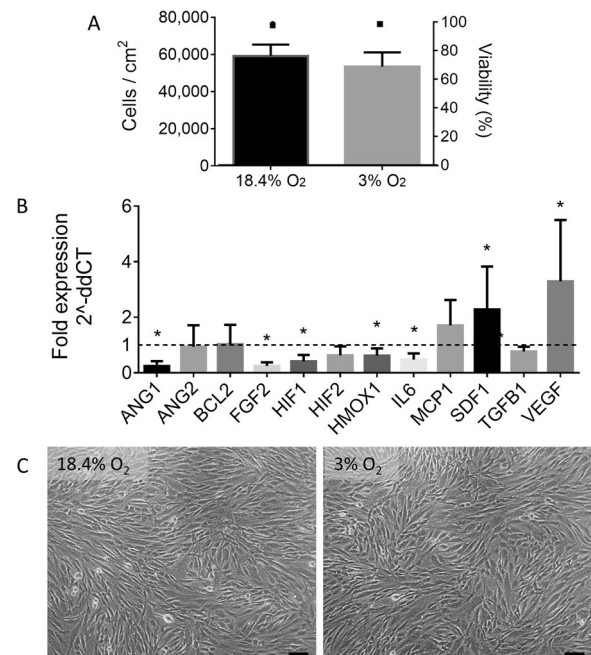 A
80,000
60,000
40,000
20,000
0
Cells / cm²
100
80
60
40
20
0
Viability (%)
18.4% O₂
3% O₂
B
Fold expression
2^-ddCT
6
4
2
1
0
* * * * * * * *
ANG1
ANG2
BCL2
FGF2
HIF1
HIF2
HMOX1
IL6
MCP1
SDF1
TGFB1
VEGF
C
18.4% O₂
3% O₂